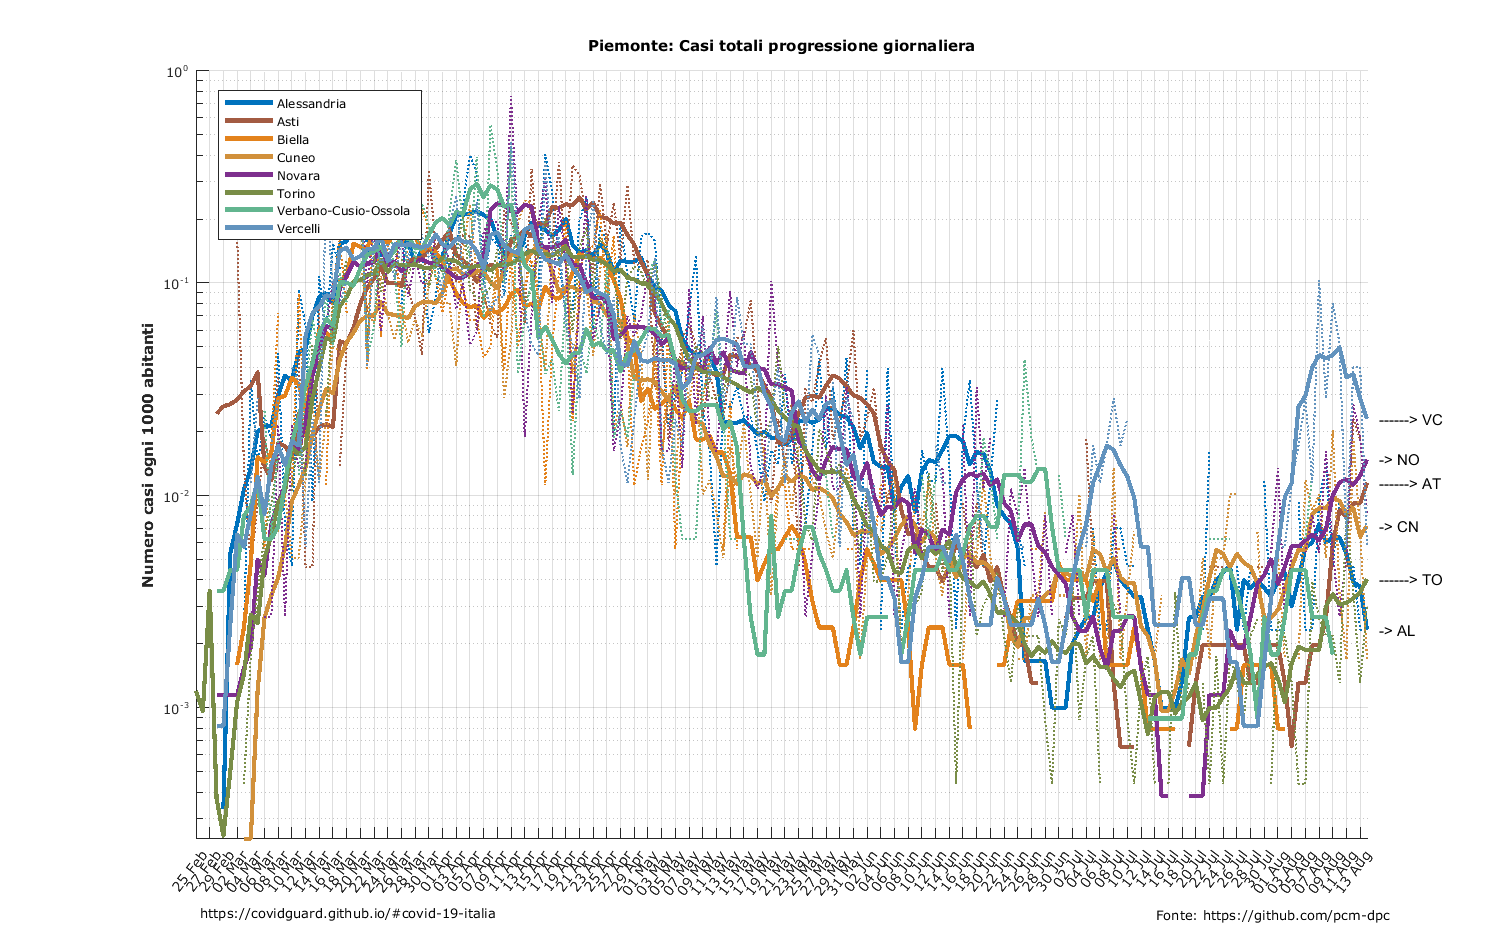 Piemonte: Casi totali progressione giornaliera
Numero casi ogni 1000 abitanti
10⁰
10⁻¹
10⁻²
10⁻³
Alessandria
Asti
Biella
Cuneo
Novara
Torino
Verbano-Cusio-Ossola
Vercelli
------> VC
-> NO
------> AT
-> CN
------> TO
-> AL
25 Feb
27 Feb
29 Feb
02 Mar
04 Mar
06 Mar
08 Mar
10 Mar
12 Mar
14 Mar
16 Mar
18 Mar
20 Mar
22 Mar
24 Mar
26 Mar
28 Mar
30 Mar
01 Apr
03 Apr
05 Apr
07 Apr
09 Apr
11 Apr
13 Apr
15 Apr
17 Apr
19 Apr
21 Apr
23 Apr
25 Apr
27 Apr
29 Apr
01 May
03 May
05 May
07 May
09 May
11 May
13 May
15 May
17 May
19 May
21 May
23 May
25 May
27 May
29 May
31 May
02 Jun
04 Jun
06 Jun
08 Jun
10 Jun
12 Jun
14 Jun
16 Jun
18 Jun
20 Jun
22 Jun
24 Jun
26 Jun
28 Jun
30 Jun
02 Jul
04 Jul
06 Jul
08 Jul
10 Jul
12 Jul
14 Jul
16 Jul
18 Jul
20 Jul
22 Jul
24 Jul
26 Jul
28 Jul
30 Jul
01 Aug
03 Aug
05 Aug
07 Aug
09 Aug
11 Aug
13 Aug
https://covidguard.github.io/#covid-19-italia
Fonte: https://github.com/pcm-dpc